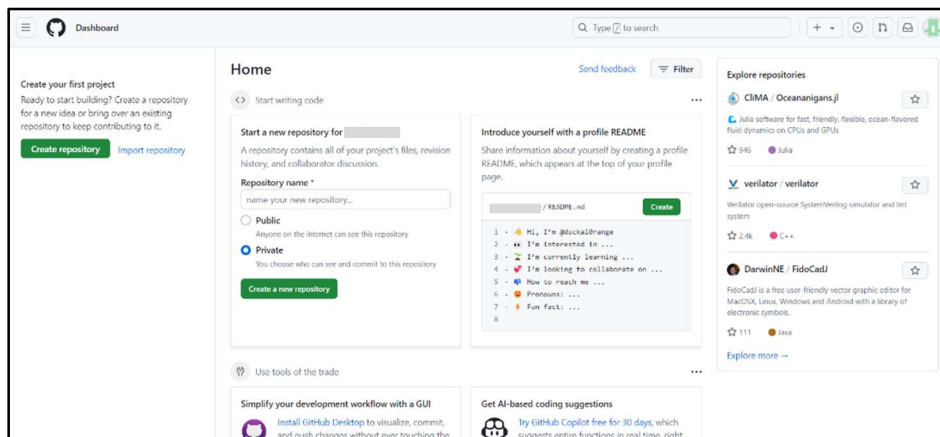 Dashboard
Type / to search
Create your first project
Ready to start building? Create a repository
for a new idea or bring over an existing
repository to keep contributing to it.
Create repository
Import repository
Home
Send feedback
Filter
Start writing code
Start a new repository for
A repository contains all of your project's files, revision
history, and collaborator discussion.
Repository name *
name your new repository...
Public
Anyone on the internet can see this repository
Private
You choose who can see and commit to this repository
Create a new repository
Introduce yourself with a profile README
Share information about yourself by creating a profile
README, which appears at the top of your profile
page.
/ README.md
Create
1 - 👋 Hi, I'm @duckal0range
2 - 👀 I'm interested in ...
3 - 🌱 I'm currently learning ...
4 - 💞️ I'm looking to collaborate on ...
5 - 📫 How to reach me ...
6 - 😄 Pronouns: ...
7 - ⚡ Fun fact: ...
8
Use tools of the trade
Simplify your development workflow with a GUI
Install GitHub Desktop to visualize, commit,
and push changes without ever touching the
Get AI-based coding suggestions
Try GitHub Copilot free for 30 days, which
suggests entire functions in real time, right
Explore repositories
CliMA / Oceananigans.jl
🌊 Julia software for fast, friendly, flexible, ocean-flavored
fluid dynamics on CPUs and GPUs
946 Julia
verilator / verilator
Verilator open-source SystemVerilog simulator and lint
system
2.4k C++
DarwinNE / FidoCadJ
FidoCadJ is a free user-friendly vector graphic editor for
MacOSX, Linux, Windows and Android with a library of
electronic symbols.
111 Java
Explore more →